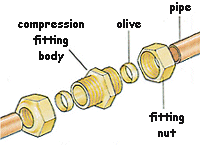 pipe
olive
compression
fitting
body
fitting
nut